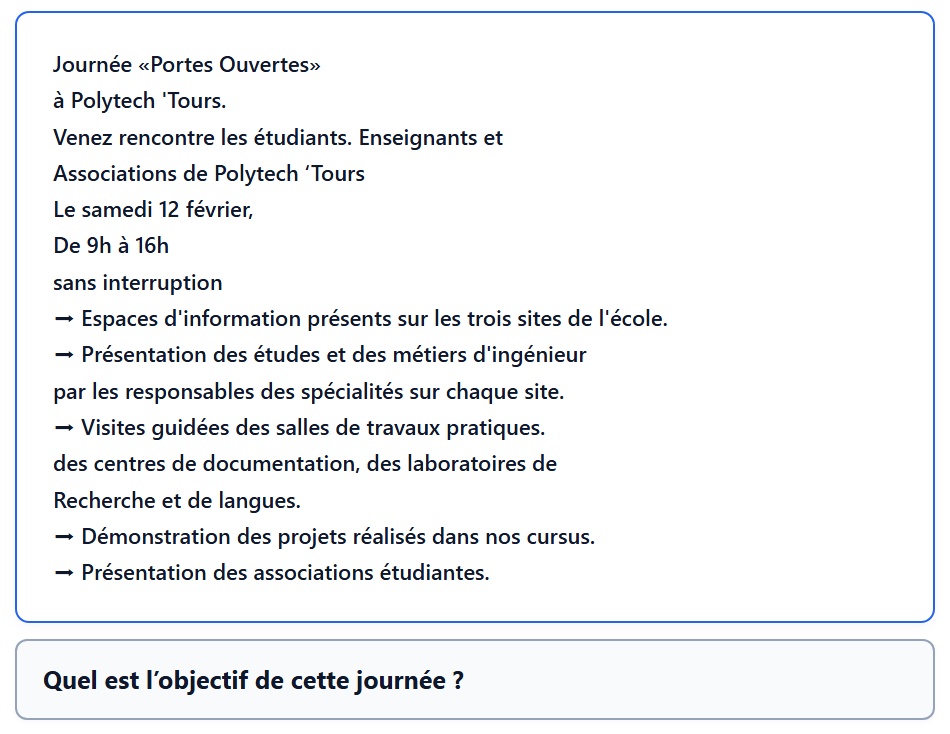 Journée «Portes Ouvertes»
à Polytech 'Tours.
Venez rencontre les étudiants. Enseignants et
Associations de Polytech ‘Tours
Le samedi 12 février,
De 9h à 16h
sans interruption
→ Espaces d'information présents sur les trois sites de l'école.
→ Présentation des études et des métiers d'ingénieur
par les responsables des spécialités sur chaque site.
→ Visites guidées des salles de travaux pratiques.
des centres de documentation, des laboratoires de
Recherche et de langues.
→ Démonstration des projets réalisés dans nos cursus.
→ Présentation des associations étudiantes.
Quel est l’objectif de cette journée ?